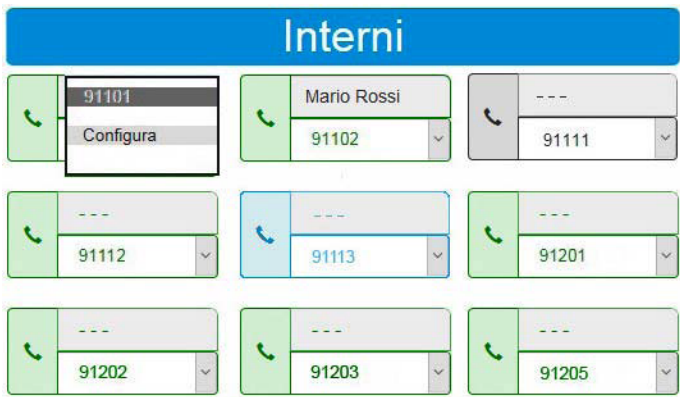 Interni
91101
Configura
Mario Rossi
91102
- - -
91111
- - -
91112
- - -
91113
- - -
91201
- - -
91202
- - -
91203
- - -
91205